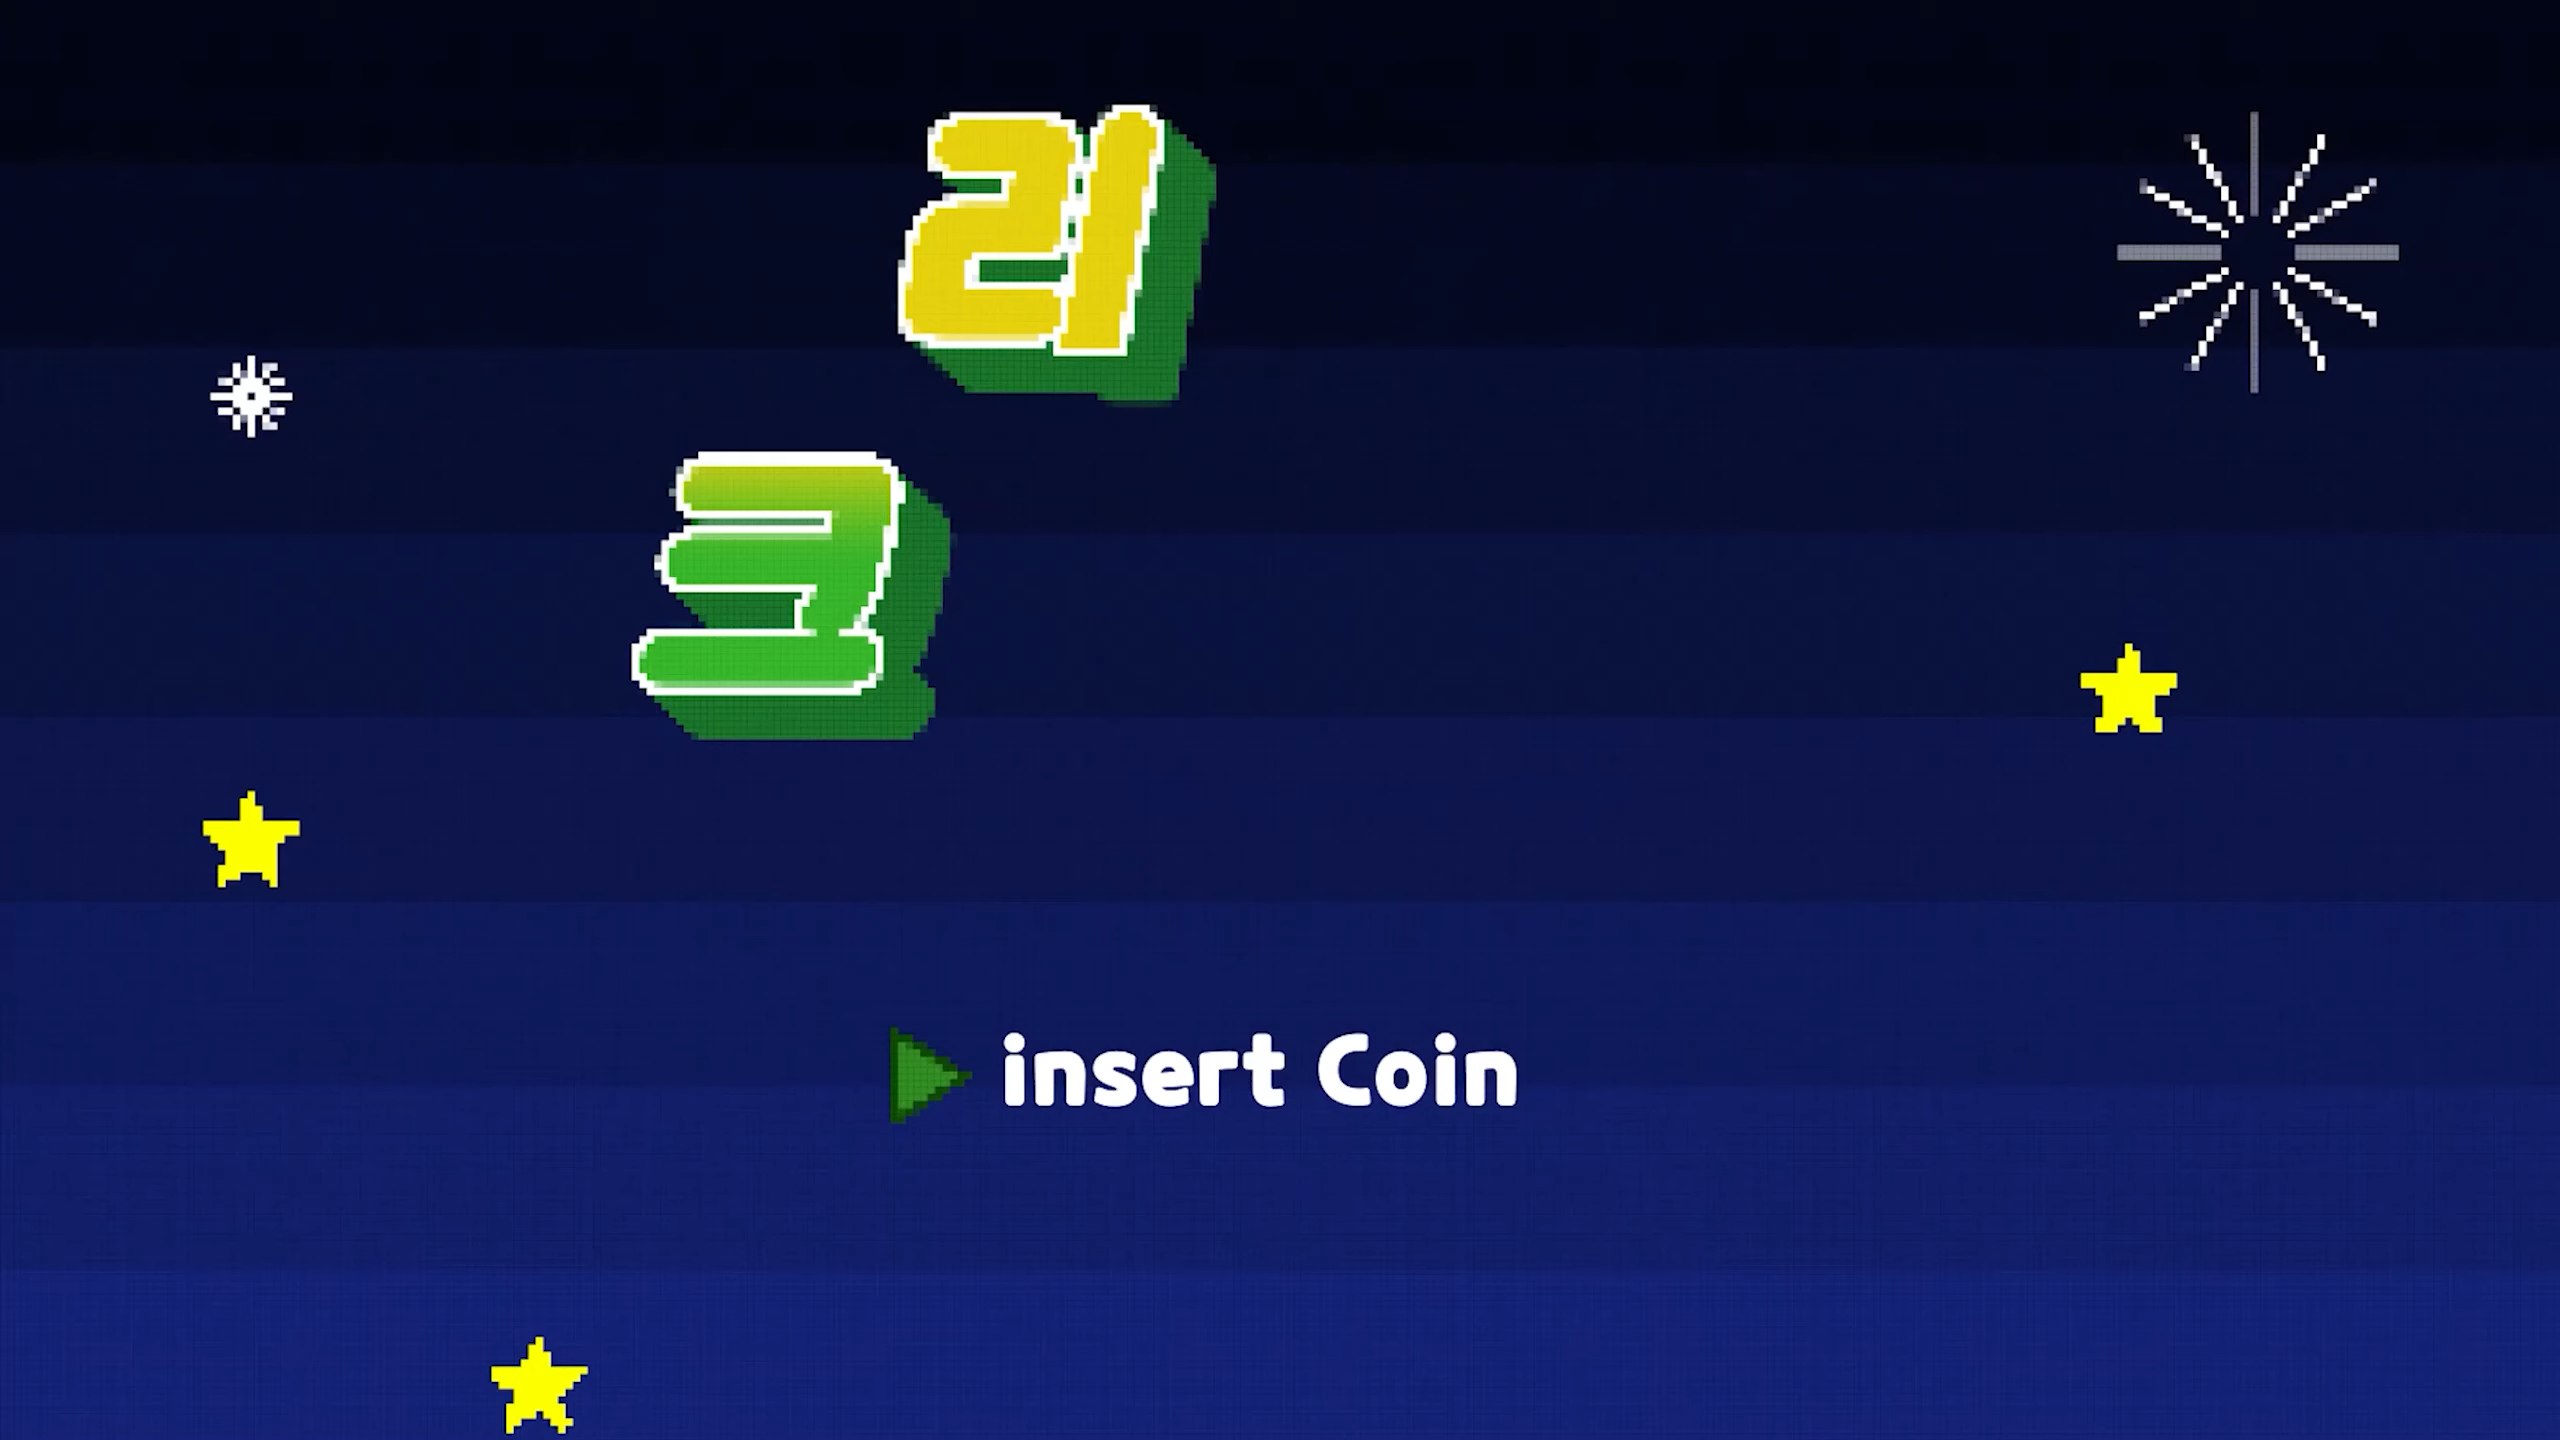 리
크
insert Coin